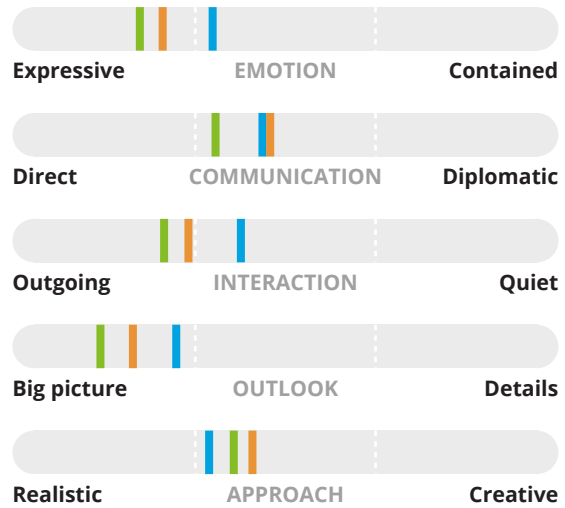 Expressive EMOTION Contained
Direct COMMUNICATION Diplomatic
Outgoing INTERACTION Quiet
Big picture OUTLOOK Details
Realistic APPROACH Creative